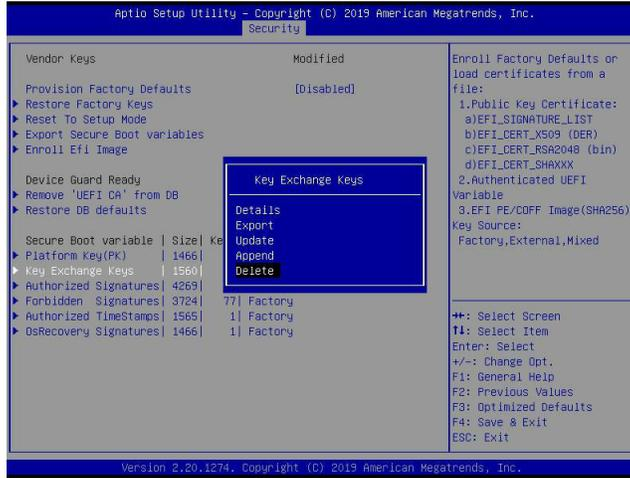 Aptio Setup Utility – Copyright (C) 2019 American Megatrends, Inc.
Security
Vendor Keys Modified
Provision Factory Defaults [Disabled]
Restore Factory Keys
Reset To Setup Mode
Export Secure Boot variables
Enroll Efi Image
Device Guard Ready
Remove 'UEFI CA' from DB
Restore DB defaults
Secure Boot variable | Size| Ke
Platform Key(PK) | 1466|
Key Exchange Keys | 1560|
Authorized Signatures| 4269|
Forbidden Signatures| 3724| 77| Factory
Authorized TimeStamps| 1565| 1| Factory
OsRecovery Signatures| 1466| 1| Factory
Key Exchange Keys
Details
Export
Update
Append
Delete
Enroll Factory Defaults or
load certificates from a
file:
1.Public Key Certificate:
a)EFI_SIGNATURE_LIST
b)EFI_CERT_X509 (DER)
c)EFI_CERT_RSA2048 (bin)
d)EFI_CERT_SHAXXX
2.Authenticated UEFI
Variable
3.EFI PE/COFF Image(SHA256)
Key Source:
Factory,External,Mixed
→←: Select Screen
↑↓: Select Item
Enter: Select
+/-: Change Opt.
F1: General Help
F2: Previous Values
F3: Optimized Defaults
F4: Save & Exit
ESC: Exit
Version 2.20.1274. Copyright (C) 2019 American Megatrends, Inc.